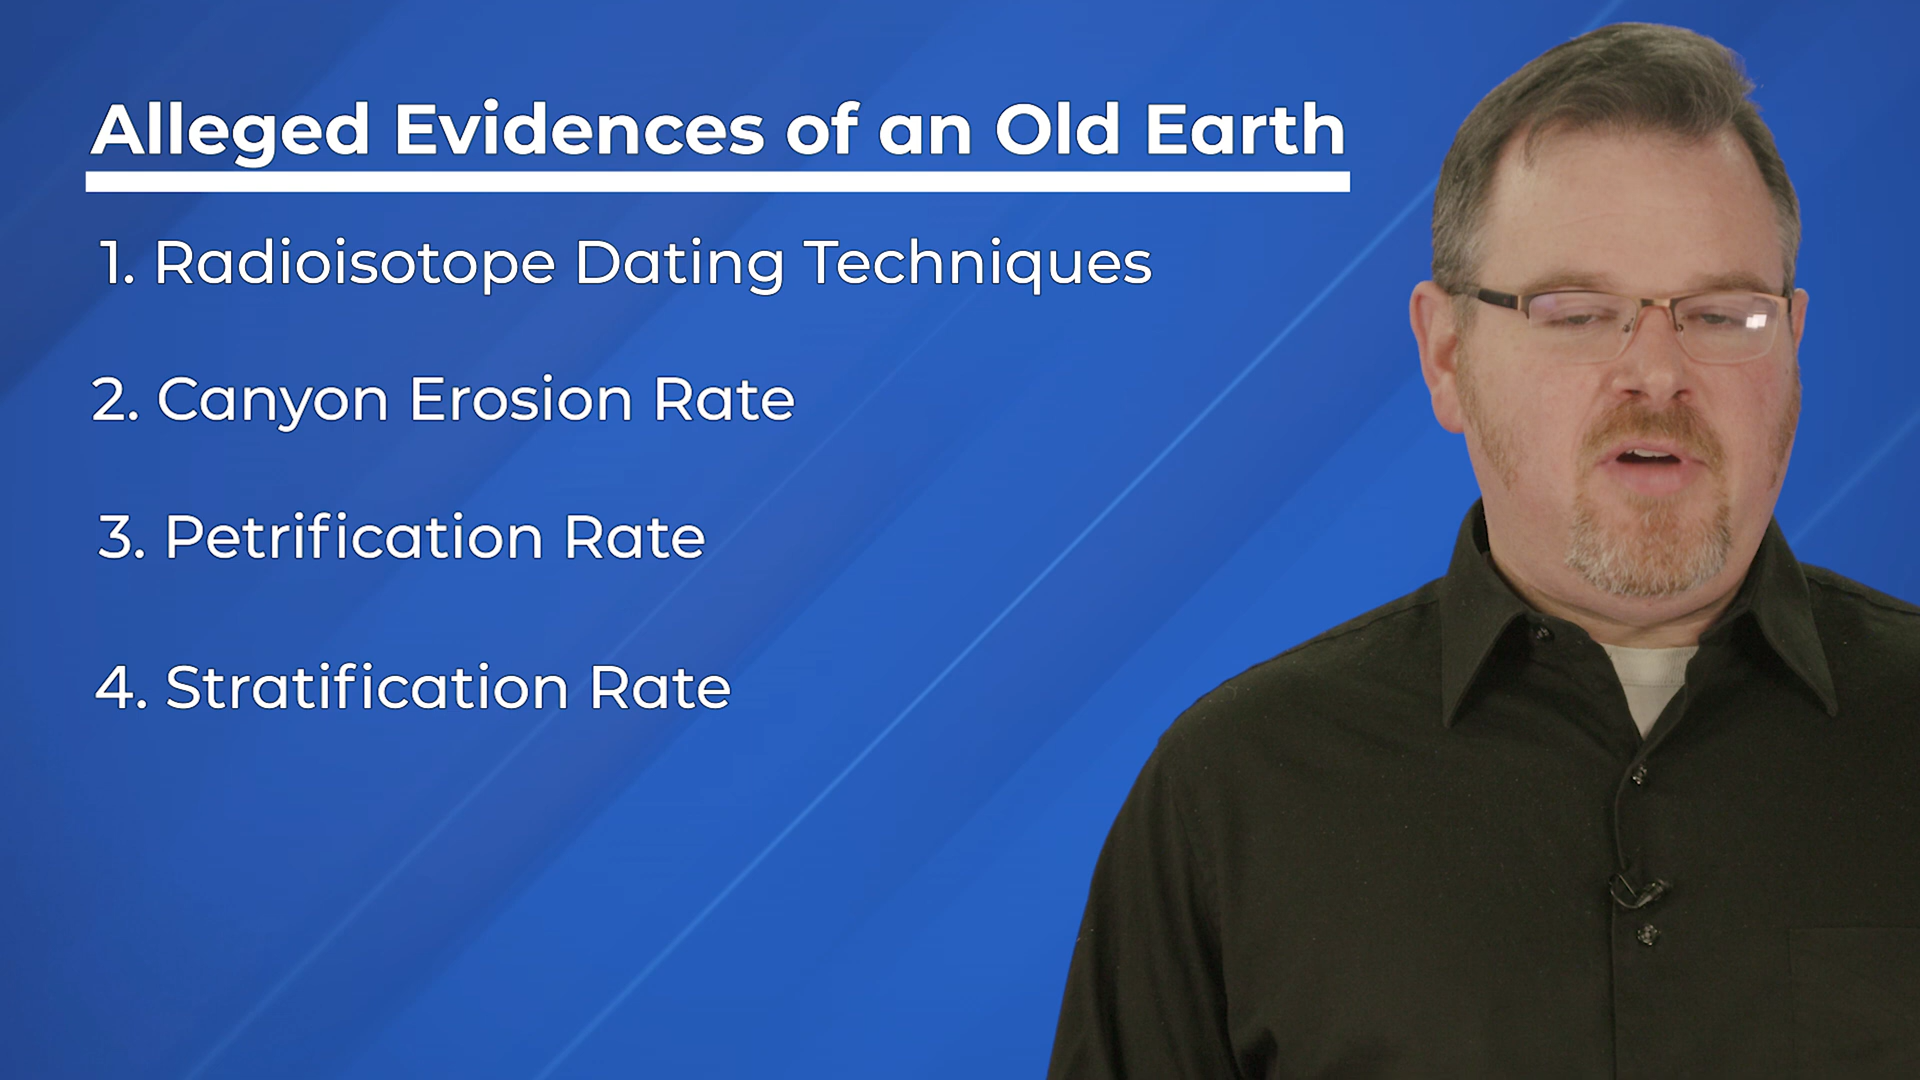 Alleged Evidences of an Old Earth
1. Radioisotope Dating Techniques
2. Canyon Erosion Rate
3. Petrification Rate
4. Stratification Rate